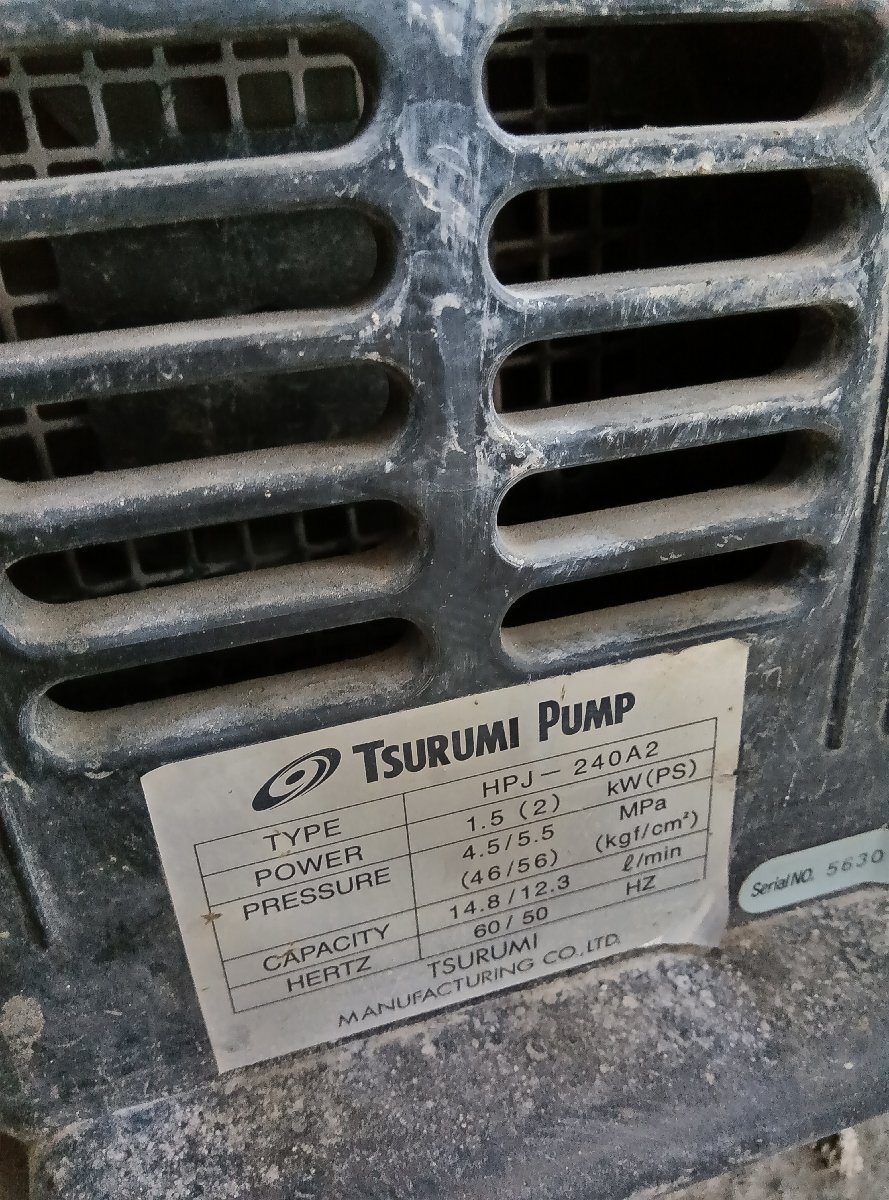 TSURUMI PUMP
TYPE HPJ-240A2
POWER 1.5 (2) kW(PS)
PRESSURE 4.5/5.5 MPa
(46/56) (kgf/cm²)
CAPACITY 14.8/12.3 ℓ/min
HERTZ 60/50 HZ
TSURUMI
MANUFACTURING CO.,LTD.
Serial NO. 5630